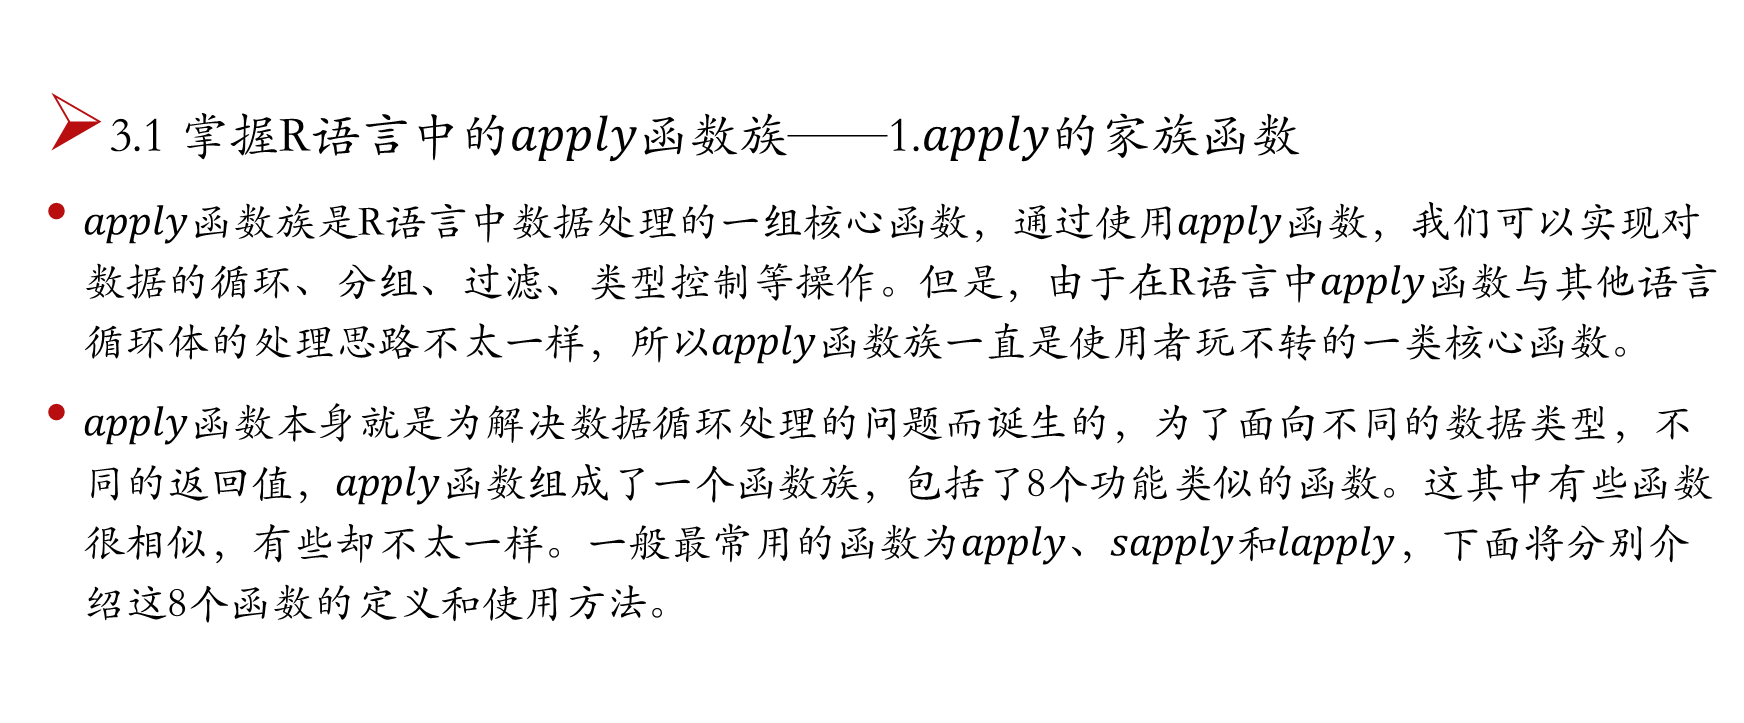 3.1 掌握R语言中的apply函数族——1.apply的家族函数
apply函数族是R语言中数据处理的一组核心函数，通过使用apply函数，我们可以实现对
数据的循环、分组、过滤、类型控制等操作。但是，由于在R语言中apply函数与其他语言
循环体的处理思路不太一样，所以apply函数族一直是使用者玩不转的一类核心函数。
apply函数本身就是为解决数据循环处理的问题而诞生的，为了面向不同的数据类型，不
同的返回值，apply函数组成了一个函数族，包括了8个功能类似的函数。这其中有些函数
很相似，有些却不太一样。一般最常用的函数为apply、sapply和lapply，下面将分别介
绍这8个函数的定义和使用方法。